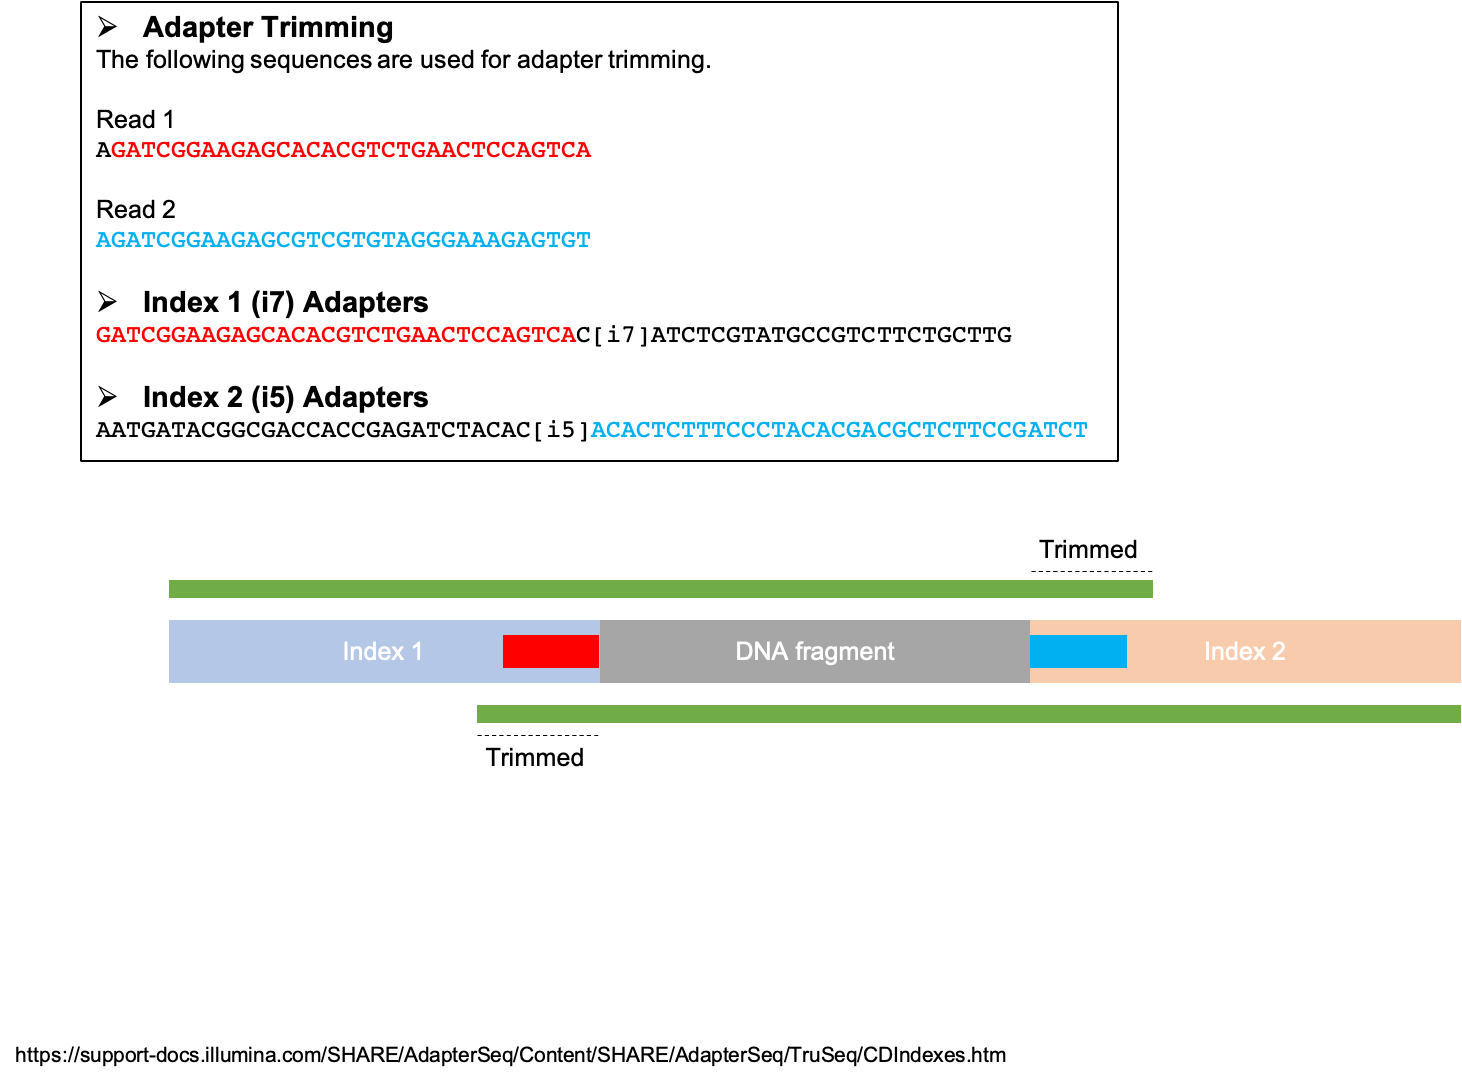 ➢ Adapter Trimming
The following sequences are used for adapter trimming.
Read 1
AGATCGGAAGAGCACACGTCTGAACTCCAGTCA
Read 2
AGATCGGAAGAGCGTCGTGTAGGGAAAGAGTGT
➢ Index 1 (i7) Adapters
GATCGGAAGAGCACACGTCTGAACTCCAGTCAC[i7]ATCTCGTATGCCGTCTTCTGCTTG
➢ Index 2 (i5) Adapters
AATGATACGGCGACCACCGAGATCTACAC[i5]ACACTCTTTCCCTACACGACGCTCTTCCGATCT
Trimmed
Index 1 DNA fragment Index 2
Trimmed
https://support-docs.illumina.com/SHARE/AdapterSeq/Content/SHARE/AdapterSeq/TruSeq/CDIndexes.htm